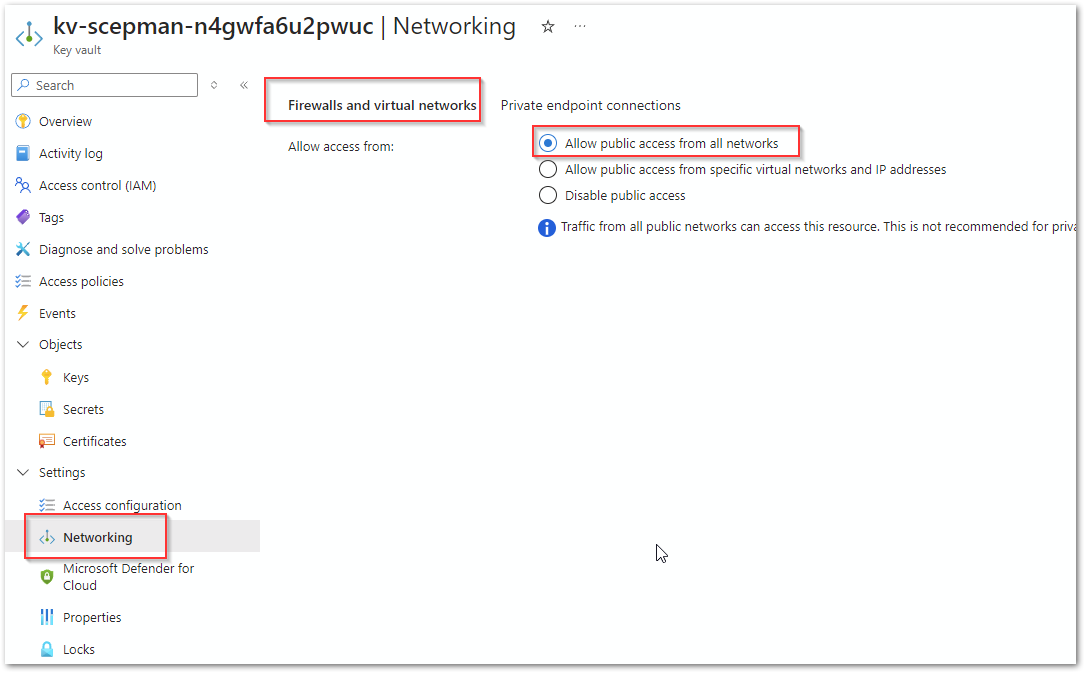 kv-scepman-n4gwfa6u2pwuc | Networking
Key vault
Search
Overview
Activity log
Access control (IAM)
Tags
Diagnose and solve problems
Access policies
Events
Objects
Keys
Secrets
Certificates
Settings
Access configuration
Networking
Microsoft Defender for
Cloud
Properties
Locks
Firewalls and virtual networks
Private endpoint connections
Allow access from:
Allow public access from all networks
Allow public access from specific virtual networks and IP addresses
Disable public access
Traffic from all public networks can access this resource. This is not recommended for